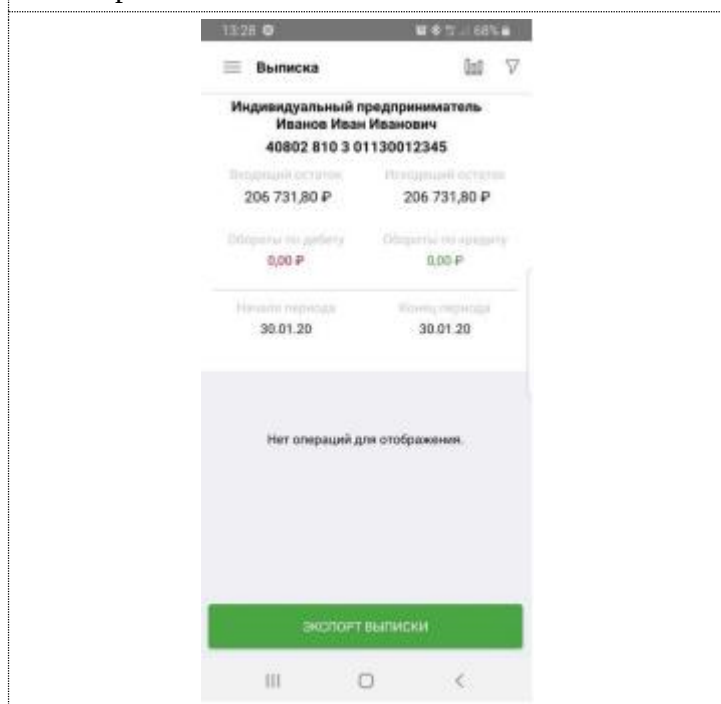 13:28 68%
Выписка
Индивидуальный предприниматель
Иванов Иван Иванович
40802 810 3 01130012345
Входящий остаток Исходящий остаток
206 731,80 ₽ 206 731,80 ₽
Обороты по дебету Обороты по кредиту
0,00 ₽ 0,00 ₽
Начало периода Конец периода
30.01.20 30.01.20
Нет операций для отображения.
ЭКСПОРТ ВЫПИСКИ